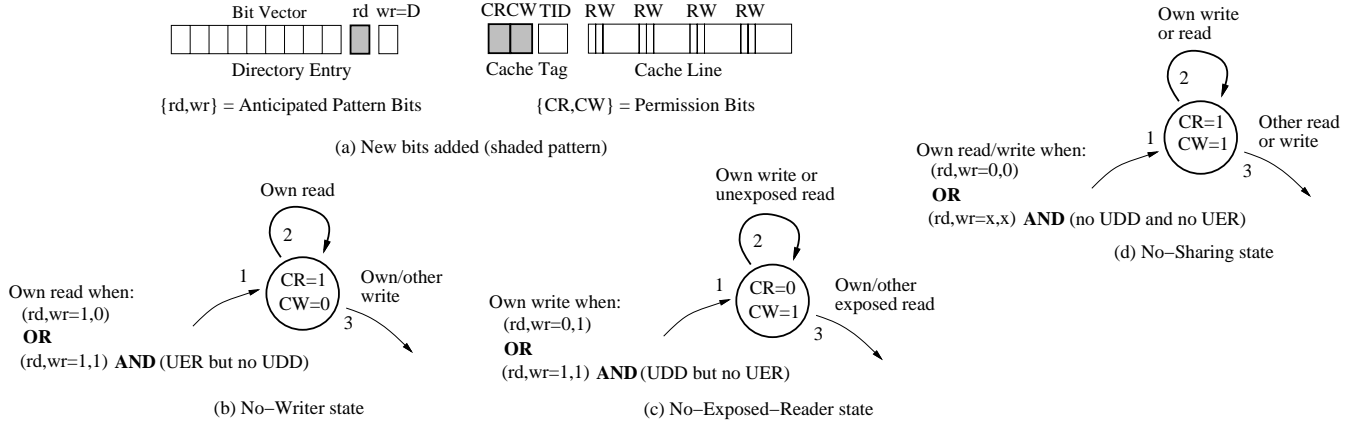 Bit Vector rd wr=D
Directory Entry
{rd,wr} = Anticipated Pattern Bits
CR CW TID RW RW RW RW
Cache Tag Cache Line
{CR,CW} = Permission Bits
(a) New bits added (shaded pattern)
Own read
2
1
CR=1
CW=0
Own/other
write
3
Own read when:
(rd,wr=1,0)
OR
(rd,wr=1,1) AND (UER but no UDD)
(b) No−Writer state
Own write or
unexposed read
2
1
CR=0
CW=1
Own/other
exposed read
3
Own write when:
(rd,wr=0,1)
OR
(rd,wr=1,1) AND (UDD but no UER)
(c) No−Exposed−Reader state
Own write
or read
2
1
CR=1
CW=1
Other read
or write
3
Own read/write when:
(rd,wr=0,0)
OR
(rd,wr=x,x) AND (no UDD and no UER)
(d) No−Sharing state